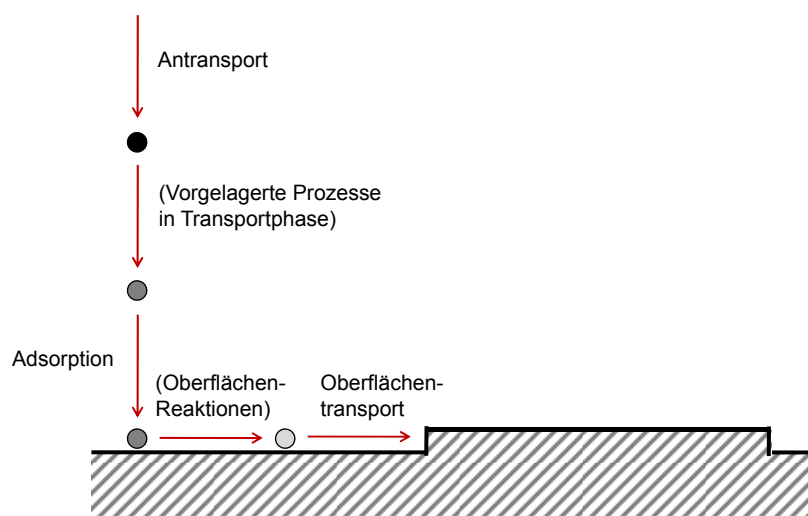 Antransport
(Vorgelagerte Prozesse
in Transportphase)
Adsorption
(Oberflächen-
Reaktionen)
Oberflächen-
transport